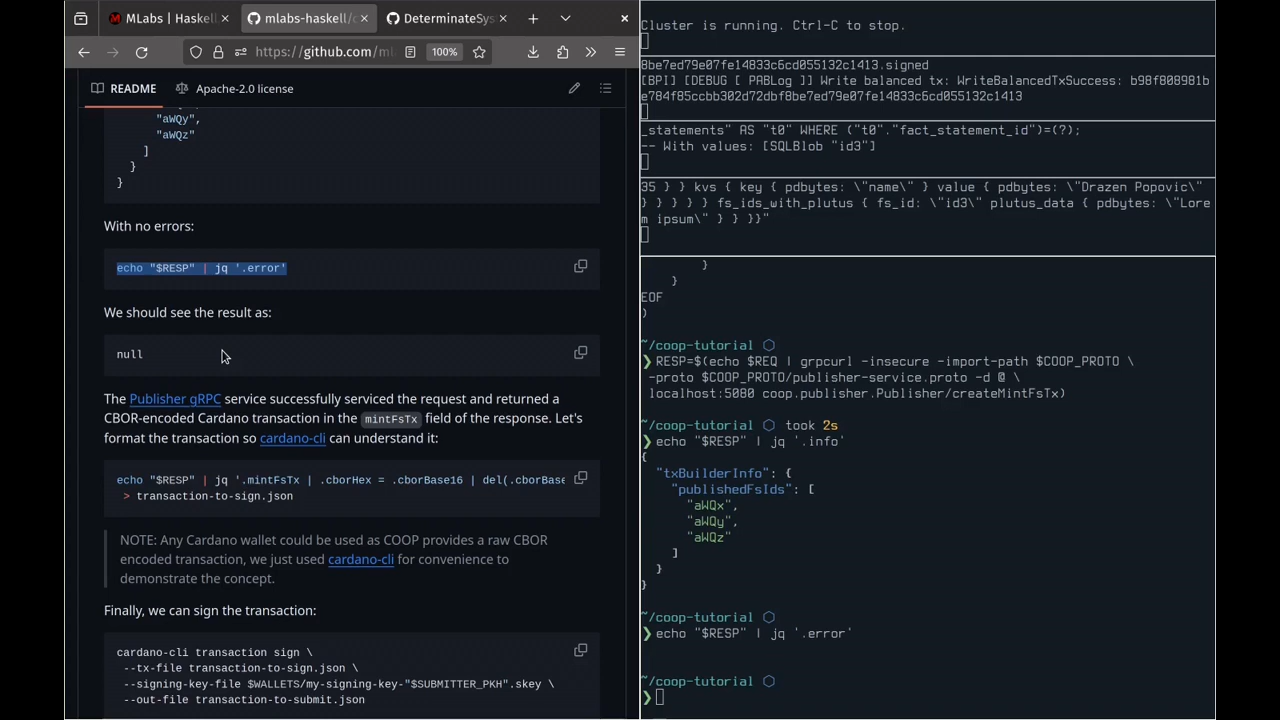 MLabs | Haskell
mlabs-haskell/c
DeterminateSys
https://github.com/ml
100%
README
Apache-2.0 license
"aWQy",
"aWQz"
]
}
}
With no errors:
echo "$RESP" | jq '.error'
We should see the result as:
null
The Publisher gRPC service successfully serviced the request and returned a
CBOR-encoded Cardano transaction in the mintFsTx field of the response. Let's
format the transaction so cardano-cli can understand it:
echo "$RESP" | jq '.mintFsTx | .cborHex = .cborBase16 | del(.cborBase
> transaction-to-sign.json
NOTE: Any Cardano wallet could be used as COOP provides a raw CBOR
encoded transaction, we just used cardano-cli for convenience to
demonstrate the concept.
Finally, we can sign the transaction:
cardano-cli transaction sign \
--tx-file transaction-to-sign.json \
--signing-key-file $WALLETS/my-signing-key-"$SUBMITTER_PKH".skey \
--out-file transaction-to-submit.json
Cluster is running. Ctrl-C to stop.
8be7ed79e07fe14833c6cd055132c1413.signed
[BPI] [DEBUG [ PABLog ]] Write balanced tx: WriteBalancedTxSuccess: b98f808981b
e784f85ccbb302d72dbf8be7ed79e07fe14833c6cd055132c1413
_statements" AS "t0" WHERE ("t0"."fact_statement_id")=(?);
-- With values: [SQLBlob "id3"]
35 } } kvs { key { pdbytes: \"name\" } value { pdbytes: \"Drazen Popovic\"
} } } } } fs_ids_with_plutus { fs_id: \"id3\" plutus_data { pdbytes: \"Lore
m ipsum\" } } }}"
}
}
EOF
)
~/coop-tutorial
❯ RESP=$(echo $REQ | grpcurl -insecure -import-path $COOP_PROTO \
-proto $COOP_PROTO/publisher-service.proto -d @ \
localhost:5080 coop.publisher.Publisher/createMintFsTx)
~/coop-tutorial took 2s
❯ echo "$RESP" | jq '.info'
{
"txBuilderInfo": {
"publishedFsIds": [
"aWQx",
"aWQy",
"aWQz"
]
}
}
~/coop-tutorial
❯ echo "$RESP" | jq '.error'
~/coop-tutorial
❯